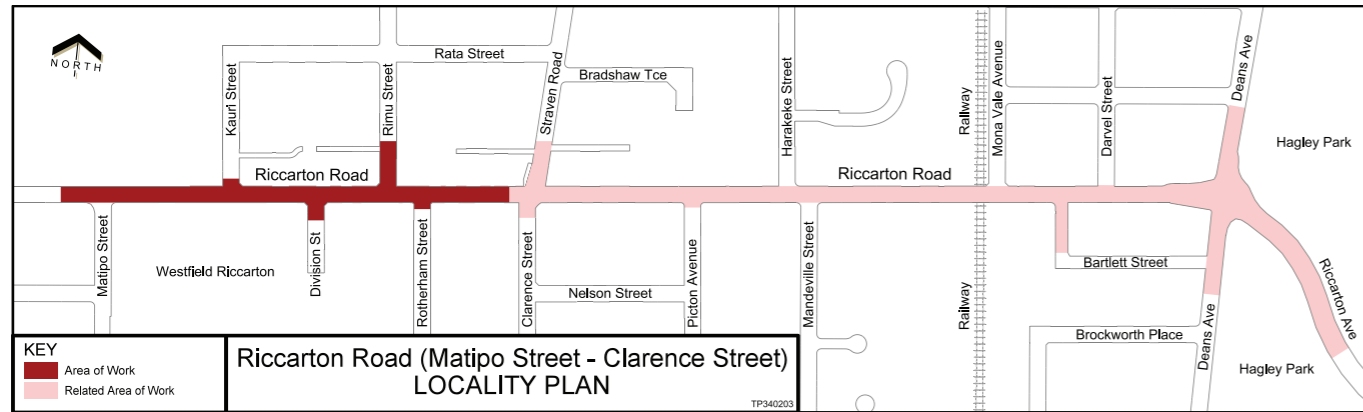 NORTH
Kauri Street
Rimu Street
Rata Street
Straven Road
Bradshaw Tce
Harakeke Street
Railway
Mona Vale Avenue
Darvel Street
Deans Ave
Hagley Park
Riccarton Road
Riccarton Road
Matipo Street
Westfield Riccarton
Division St
Rotherham Street
Clarence Street
Nelson Street
Picton Avenue
Mandeville Street
Railway
Bartlett Street
Brockworth Place
Deans Ave
Riccarton Ave
Hagley Park
KEY
Area of Work
Related Area of Work
Riccarton Road (Matipo Street - Clarence Street)
LOCALITY PLAN
TP340203